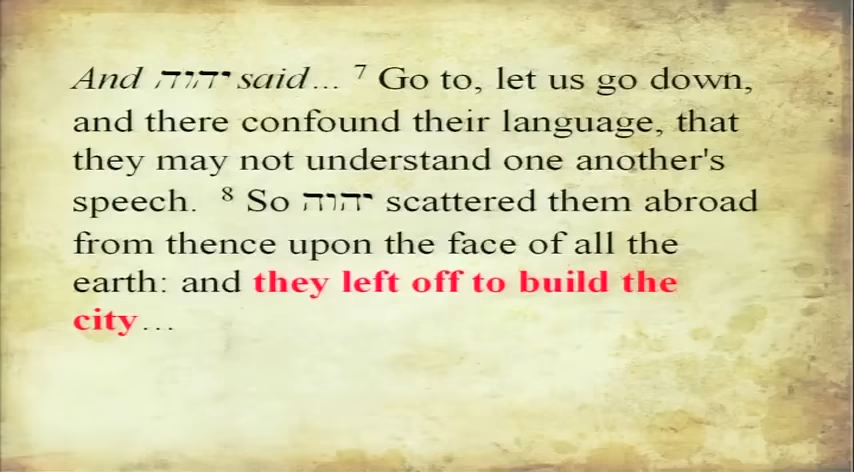 And יהוה said... 7 Go to, let us go down,
and there confound their language, that
they may not understand one another's
speech. 8 So יהוה scattered them abroad
from thence upon the face of all the
earth: and they left off to build the
city...